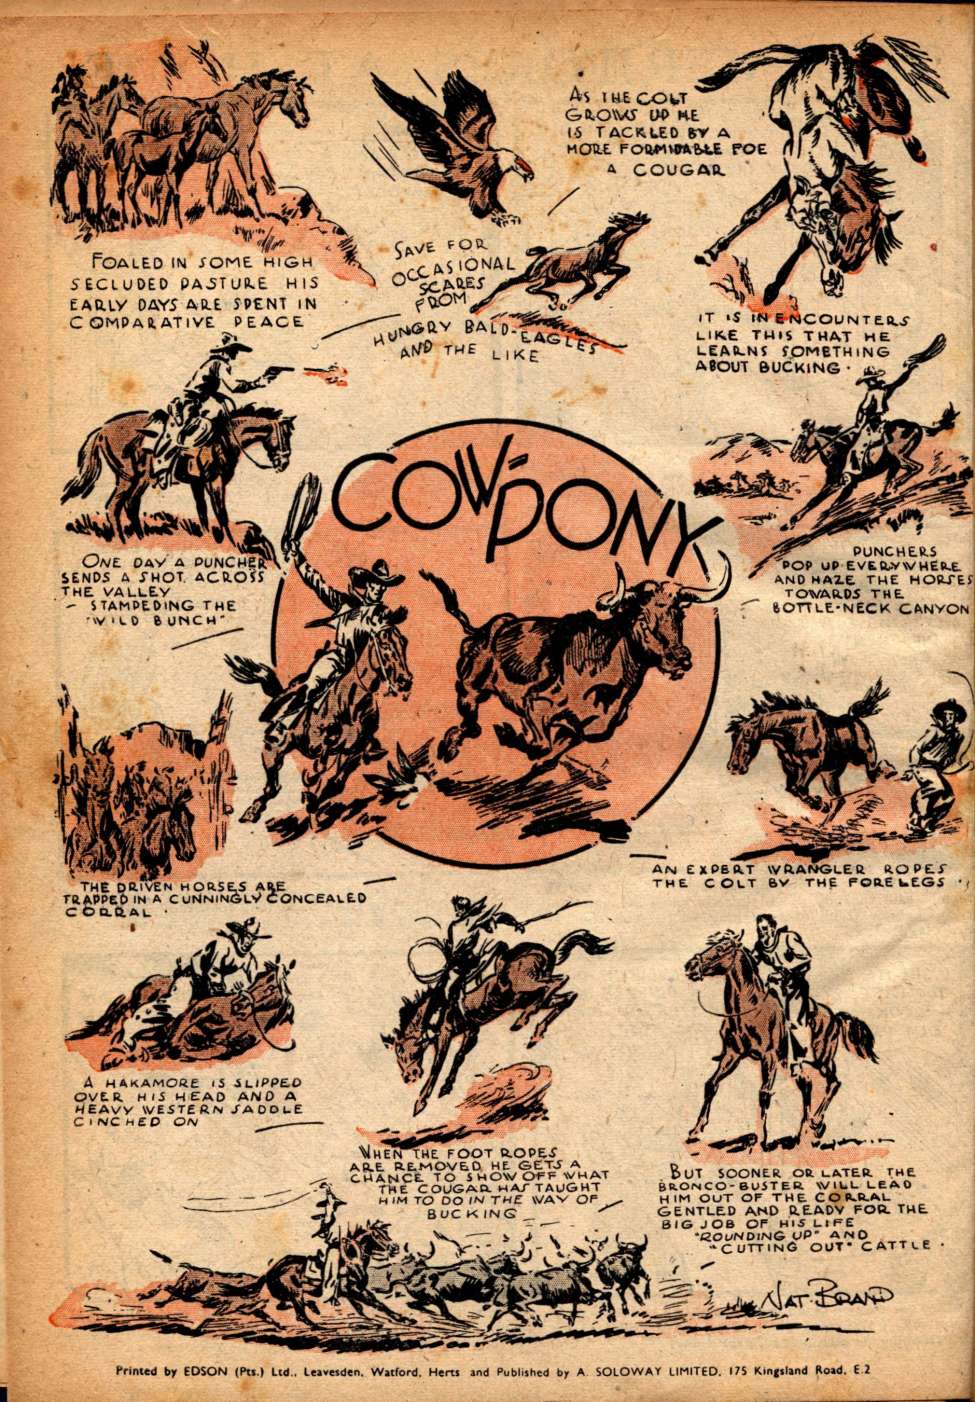 FOALED IN SOME HIGH
SECLUDED PASTURE HIS
EARLY DAYS ARE SPENT IN
COMPARATIVE PEACE
SAVE FOR
OCCASIONAL
SCARES
FROM
HUNGRY BALD-EAGLES
AND THE LIKE
AS THE COLT
GROWS UP HE
IS TACKLED BY A
MORE FORMIDABLE FOE
A COUGAR
IT IS IN ENCOUNTERS
LIKE THIS THAT HE
LEARNS SOMETHING
ABOUT BUCKING.
COW-PONY
ONE DAY A PUNCHER
SENDS A SHOT ACROSS
THE VALLEY
- STAMPEDING THE
"WILD BUNCH"
PUNCHERS
POP UP EVERYWHERE
AND HAZE THE HORSES
TOWARDS THE
BOTTLE-NECK CANYON
THE DRIVEN HORSES ARE
TRAPPED IN A CUNNINGLY CONCEALED
CORRAL.
AN EXPERT WRANGLER ROPES
THE COLT BY THE FORELEGS.
A HAKAMORE IS SLIPPED
OVER HIS HEAD AND A
HEAVY WESTERN SADDLE
CINCHED ON
WHEN THE FOOT ROPES
ARE REMOVED HE GETS A
CHANCE TO SHOW OFF WHAT
THE COUGAR HAS TAUGHT
HIM TO DO IN THE WAY OF
BUCKING
BUT SOONER OR LATER THE
BRONCO-BUSTER WILL LEAD
HIM OUT OF THE CORRAL
GENTLED AND READY FOR THE
BIG JOB OF HIS LIFE
"ROUNDING UP" AND
"CUTTING OUT" CATTLE.
NAT BRAND
Printed by EDSON (Pts.) Ltd., Leavesden, Watford, Herts and Published by A. SOLOWAY LIMITED, 175 Kingsland Road, E.2